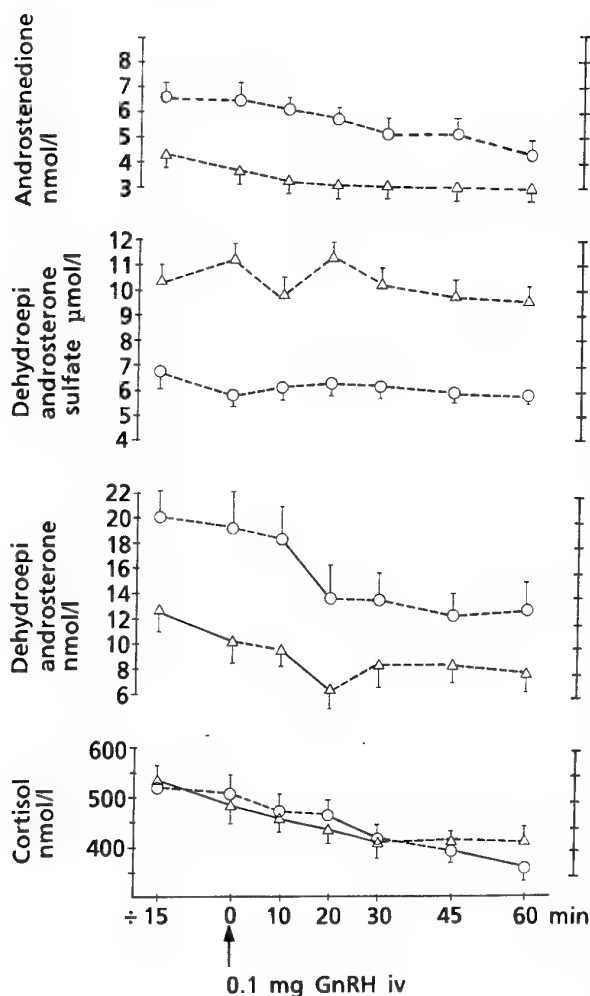 Androstenedione
nmol/l
8
7
6
5
4
3
Dehydroepi
androsterone
sulfate µmol/l
12
11
10
9
8
7
6
5
4
Dehydroepi
androsterone
nmol/l
22
20
18
16
14
12
10
8
6
Cortisol
nmol/l
600
500
400
÷ 15 0 10 20 30 45 60 min
0.1 mg GnRH iv